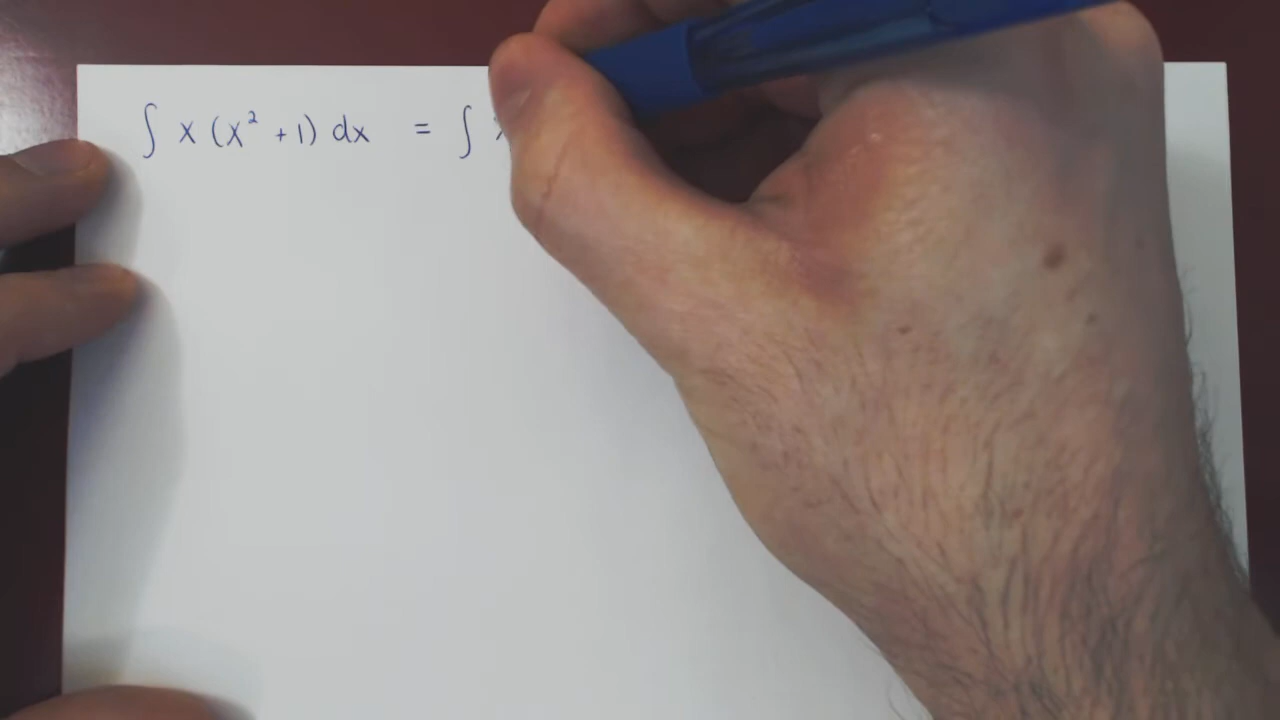 ∫ x (x² + 1) dx = ∫